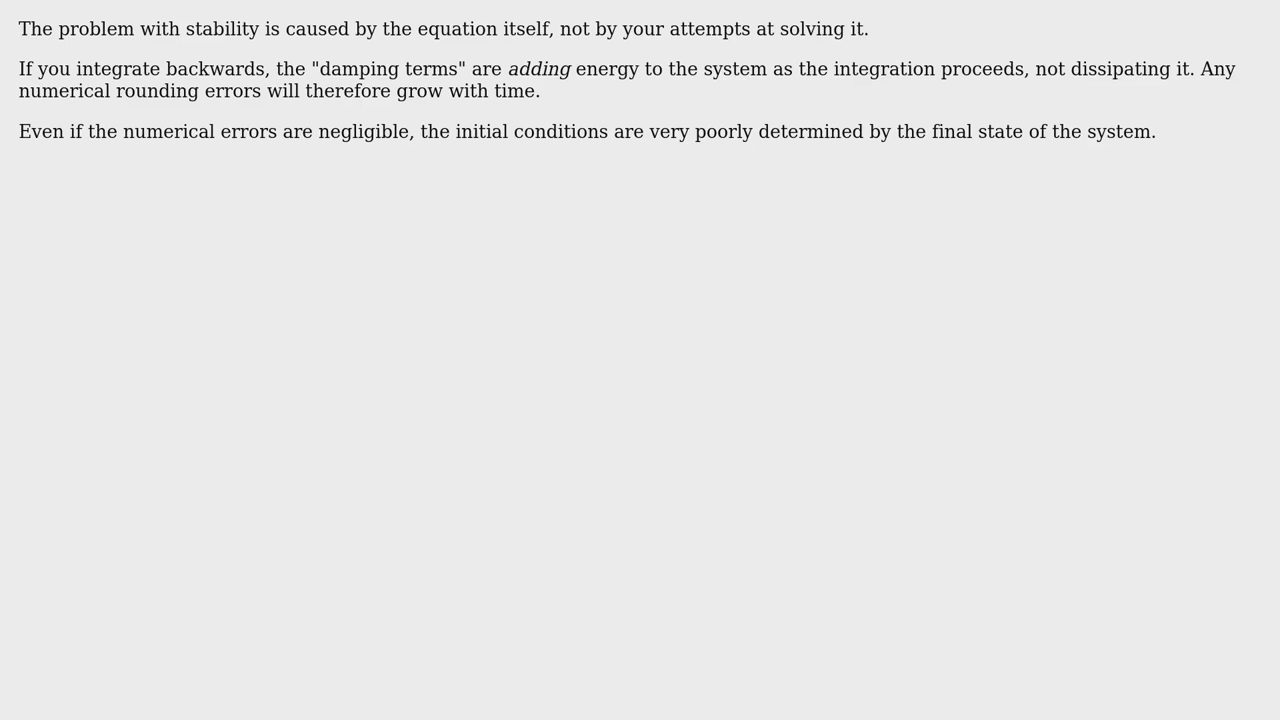 The problem with stability is caused by the equation itself, not by your attempts at solving it.
If you integrate backwards, the "damping terms" are adding energy to the system as the integration proceeds, not dissipating it. Any
numerical rounding errors will therefore grow with time.
Even if the numerical errors are negligible, the initial conditions are very poorly determined by the final state of the system.